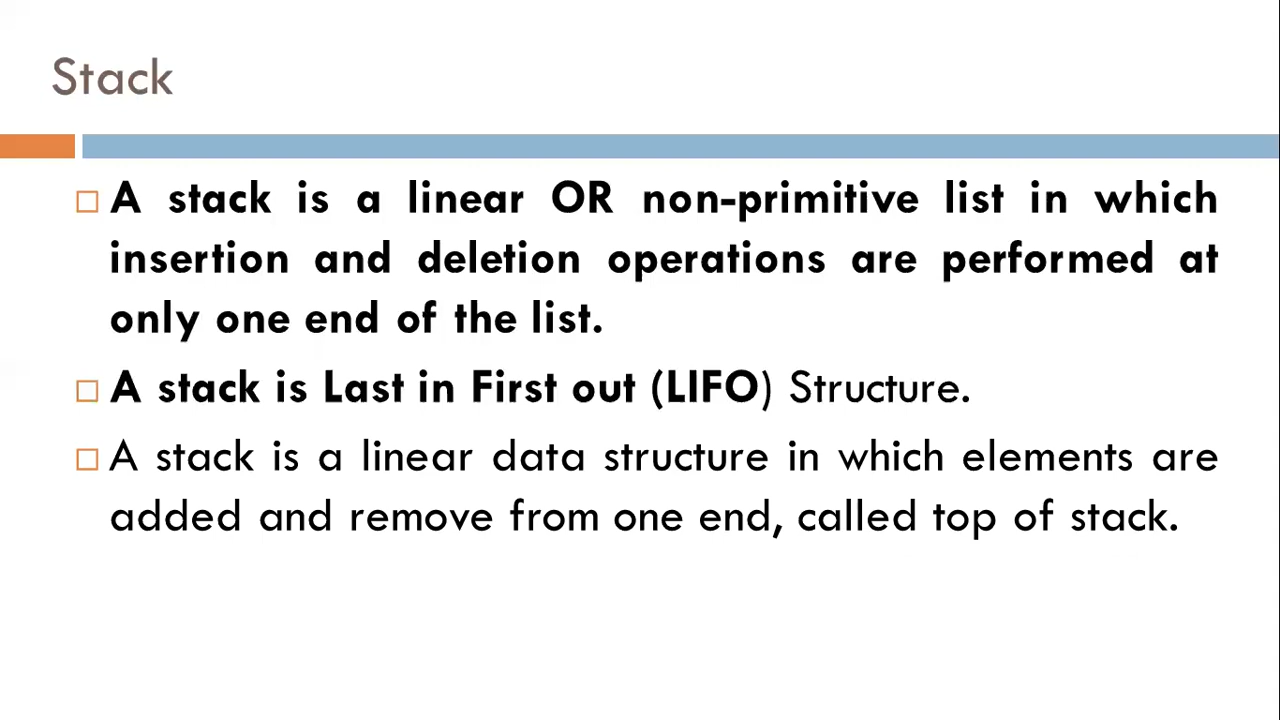 Stack
A stack is a linear OR non-primitive list in which
insertion and deletion operations are performed at
only one end of the list.
A stack is Last in First out (LIFO) Structure.
A stack is a linear data structure in which elements are
added and remove from one end, called top of stack.